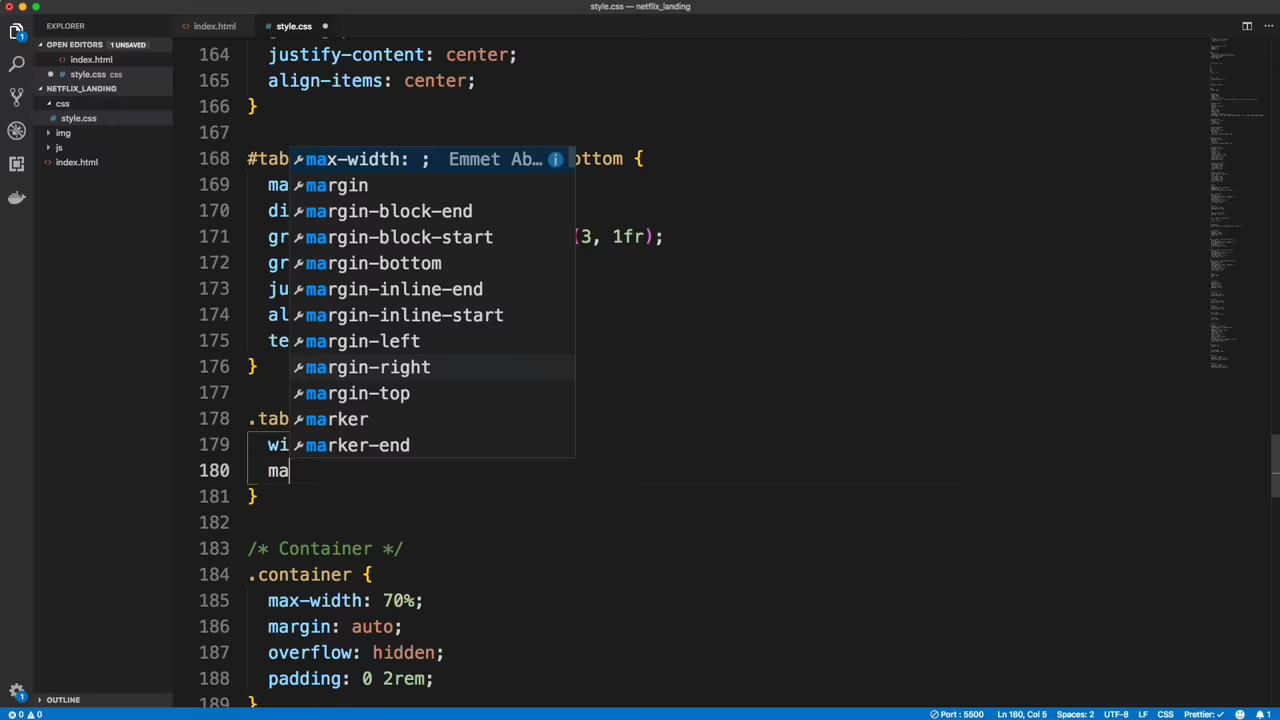 style.css — netflix_landing
EXPLORER
index.html
style.css
OPEN EDITORS 1 UNSAVED
index.html
style.css css
NETFLIX_LANDING
css
style.css
img
js
index.html
164 justify-content: center;
165 align-items: center;
166 }
167
168 #tab ottom {
169 ma
170 di
171 gr (3, 1fr);
172 gr
173 ju
174 al
175 te
176 }
177
178 .tab
179 wi
180 ma
181 }
182
183 /* Container */
184 .container {
185 max-width: 70%;
186 margin: auto;
187 overflow: hidden;
188 padding: 0 2rem;
189 }
max-width: ; Emmet Ab...
margin
margin-block-end
margin-block-start
margin-bottom
margin-inline-end
margin-inline-start
margin-left
margin-right
margin-top
marker
marker-end
OUTLINE
0 0 Port : 5500 Ln 180, Col 5 Spaces: 2 UTF-8 LF CSS Prettier: ✓ 1